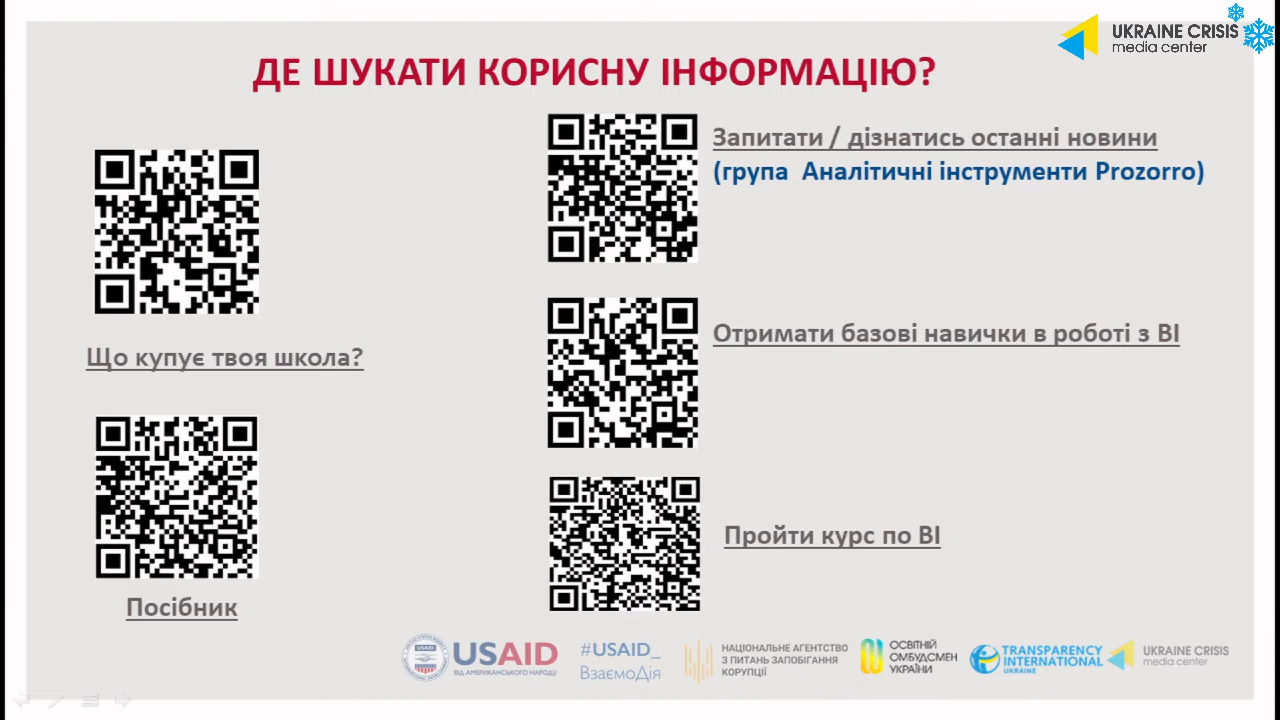 UKRAINE CRISIS
media center
ДЕ ШУКАТИ КОРИСНУ ІНФОРМАЦІЮ?
Що купує твоя школа?
Посібник
Запитати / дізнатись останні новини
(група Аналітичні інструменти Prozorro)
Отримати базові навички в роботі з BI
Пройти курс по BI
USAID
ВІД АМЕРИКАНСЬКОГО НАРОДУ
#USAID_
ВзаємоДія
НАЦІОНАЛЬНЕ АГЕНТСТВО
З ПИТАНЬ ЗАПОБІГАННЯ
КОРУПЦІЇ
ОСВІТНІЙ
ОМБУДСМЕН
УКРАЇНИ
TRANSPARENCY
INTERNATIONAL
UKRAINE
UKRAINE CRISIS
media center